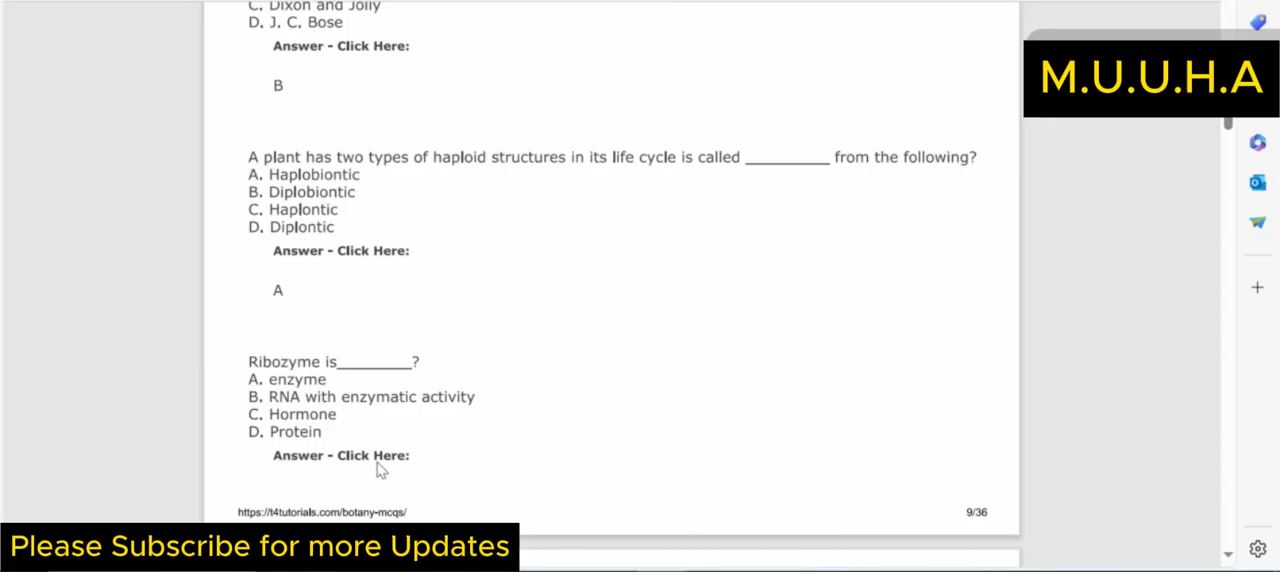 C. Dixon and Jolly
D. J. C. Bose
Answer - Click Here:
B
M.U.U.H.A
A plant has two types of haploid structures in its life cycle is called __________ from the following?
A. Haplobiontic
B. Diplobiontic
C. Haplontic
D. Diplontic
Answer - Click Here:
A
Ribozyme is_________?
A. enzyme
B. RNA with enzymatic activity
C. Hormone
D. Protein
Answer - Click Here:
https://t4tutorials.com/botany-mcqs/ 9/36
Please Subscribe for more Updates